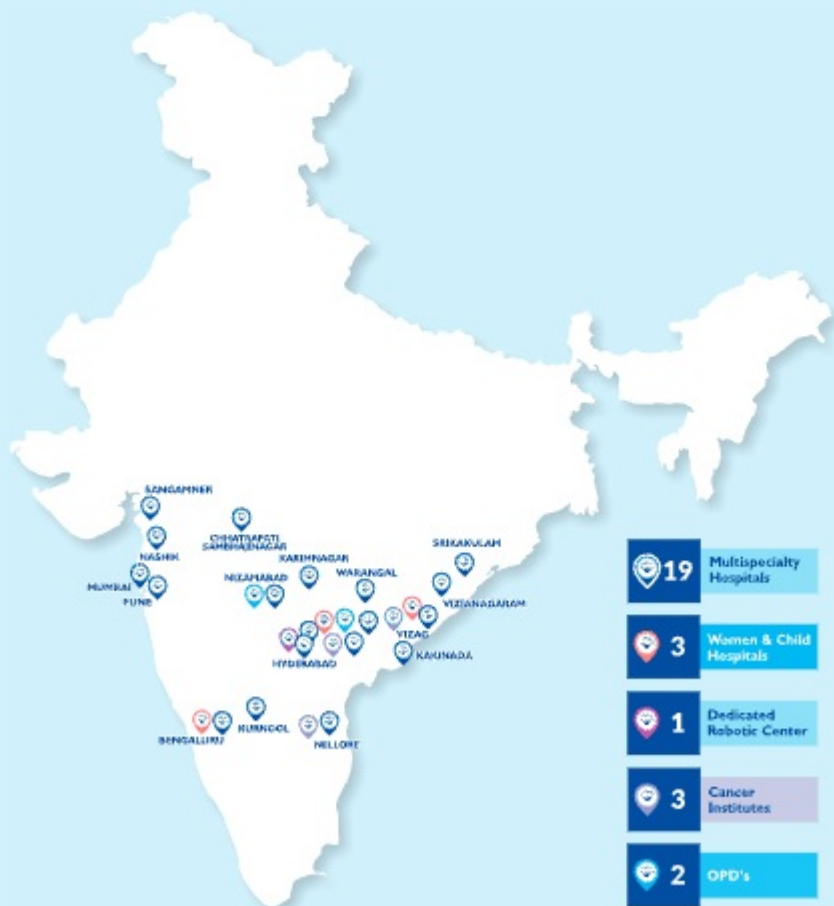 SANGAMNER
CHHATRAPATI
SAMBHAJINAGAR
NASHIK
SRIKAKULAM
KARIMNAGAR
WARANGAL
MUMBAI
NIZAMABAD
PUNE
VIZIANAGARAM
VIZAG
HYDERABAD
KAKINADA
KURNOOL
BENGALURU
NELLORE
19 Multispecialty
Hospitals
3 Women & Child
Hospitals
1 Dedicated
Robotic Center
3 Cancer
Institutes
2 OPD's